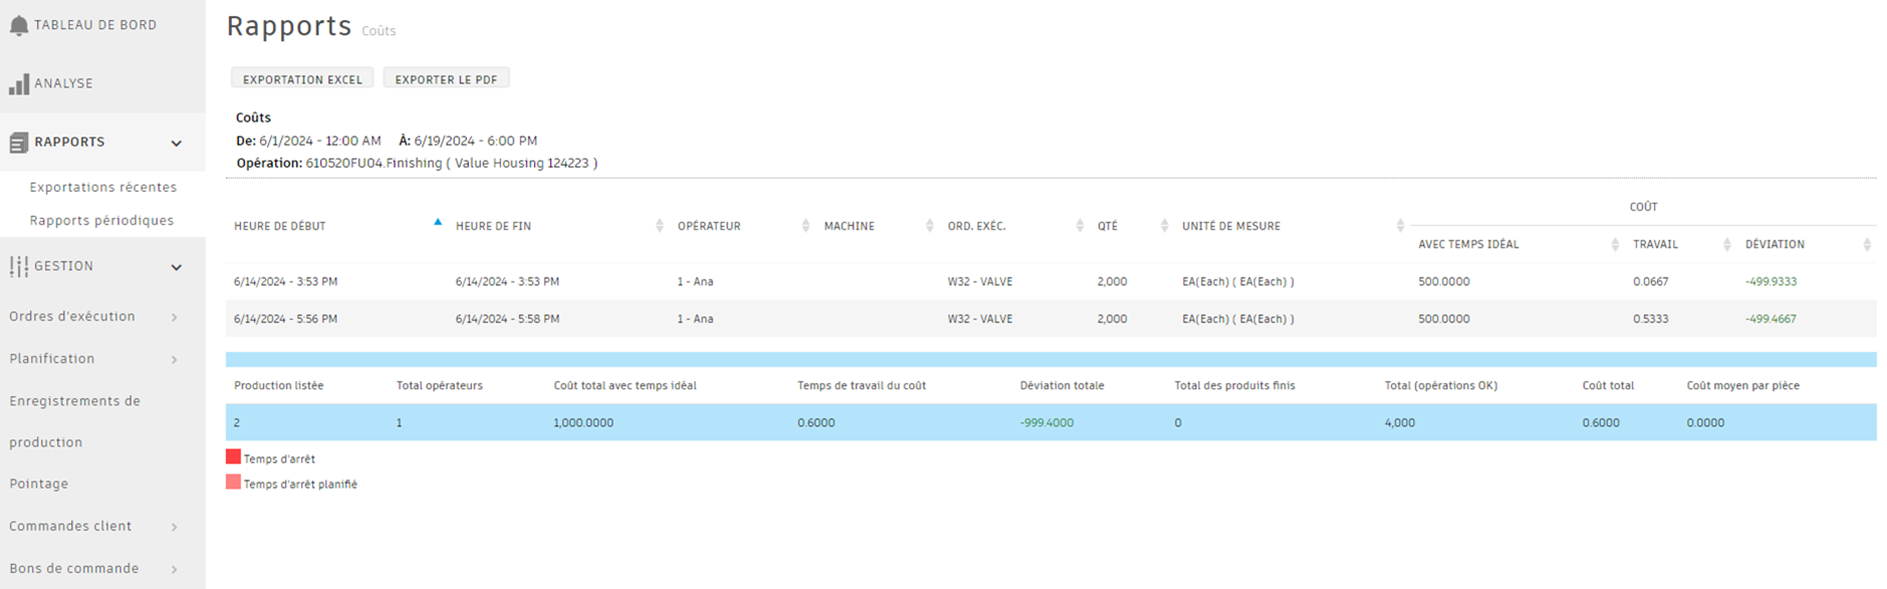 TABLEAU DE BORD
ANALYSE
RAPPORTS
Exportations récentes
Rapports périodiques
GESTION
Ordres d'exécution
Planification
Enregistrements de
production
Pointage
Commandes client
Bons de commande
Rapports Coûts
EXPORTATION EXCEL EXPORTER LE PDF
Coûts
De: 6/1/2024 - 12:00 AM À: 6/19/2024 - 6:00 PM
Opération: 610520FU04.Finishing ( Value Housing 124223 )
COÛT
HEURE DE DÉBUT HEURE DE FIN OPÉRATEUR MACHINE ORD. EXÉC. QTÉ UNITÉ DE MESURE
AVEC TEMPS IDÉAL TRAVAIL DÉVIATION
6/14/2024 - 3:53 PM 6/14/2024 - 3:53 PM 1 - Ana W32 - VALVE 2,000 EA(Each) ( EA(Each) ) 500.0000 0.0667 -499.9333
6/14/2024 - 5:56 PM 6/14/2024 - 5:58 PM 1 - Ana W32 - VALVE 2,000 EA(Each) ( EA(Each) ) 500.0000 0.5333 -499.4667
Production listée Total opérateurs Coût total avec temps idéal Temps de travail du coût Déviation totale Total des produits finis Total (opérations OK) Coût total Coût moyen par pièce
2 1 1,000.0000 0.6000 -999.4000 0 4,000 0.6000 0.0000
Temps d'arrêt
Temps d'arrêt planifié